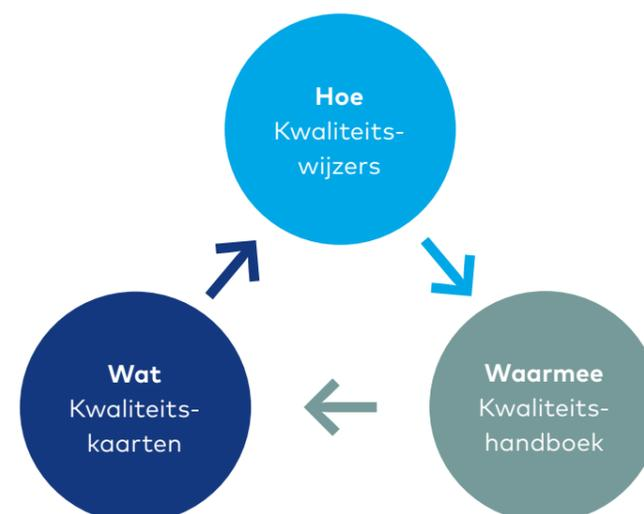 Hoe
Kwaliteits-
wijzers
Wat
Kwaliteits-
kaarten
Waarmee
Kwaliteits-
handboek